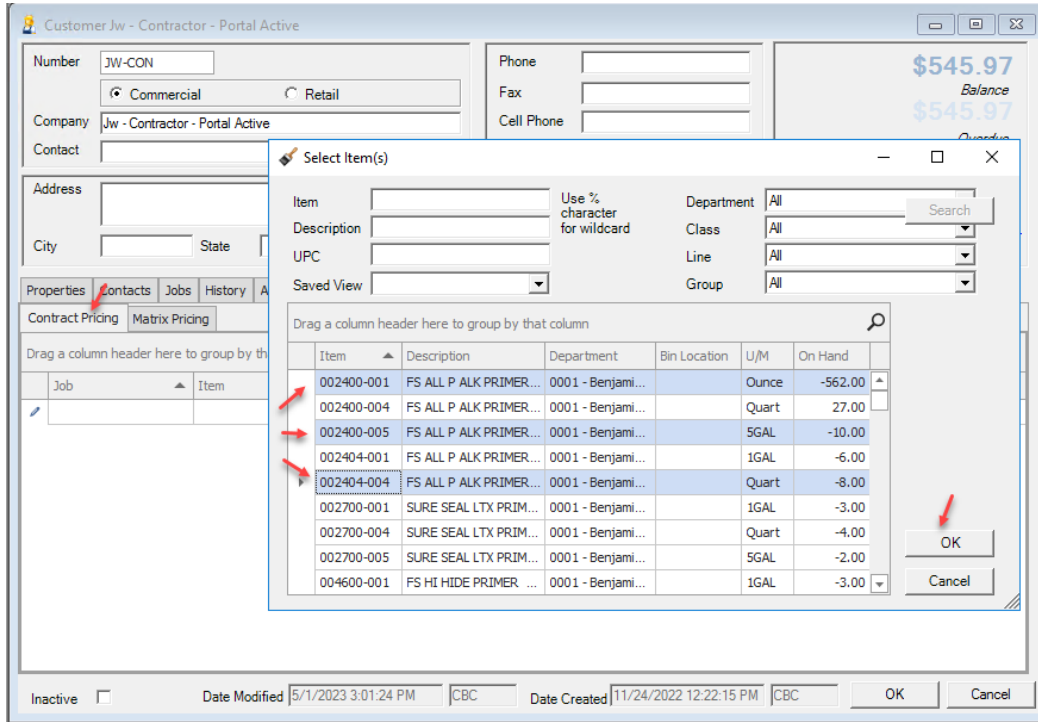 Customer Jw - Contractor - Portal Active
Number JW-CON
Commercial Retail
Company Jw - Contractor - Portal Active
Contact
Phone
Fax
Cell Phone
$545.97
Balance
$545.97
Overdue
Address
City State
Properties Contacts Jobs History A
Contract Pricing Matrix Pricing
Drag a column header here to group by th
Job Item
Select Item(s)
Item
Description
UPC
Saved View
Use %
character
for wildcard
Department All
Class All
Line All
Group All
Search
Drag a column header here to group by that column
Item Description Department Bin Location U/M On Hand
002400-001 FS ALL P ALK PRIMER... 0001 - Benjami... Ounce -562.00
002400-004 FS ALL P ALK PRIMER... 0001 - Benjami... Quart 27.00
002400-005 FS ALL P ALK PRIMER... 0001 - Benjami... 5GAL -10.00
002404-001 FS ALL P ALK PRIMER... 0001 - Benjami... 1GAL -6.00
002404-004 FS ALL P ALK PRIMER... 0001 - Benjami... Quart -8.00
002700-001 SURE SEAL LTX PRIM... 0001 - Benjami... 1GAL -3.00
002700-004 SURE SEAL LTX PRIM... 0001 - Benjami... Quart -4.00
002700-005 SURE SEAL LTX PRIM... 0001 - Benjami... 5GAL -2.00
004600-001 FS HI HIDE PRIMER ... 0001 - Benjami... 1GAL -3.00
OK
Cancel
Inactive Date Modified 5/1/2023 3:01:24 PM CBC Date Created 11/24/2022 12:22:15 PM CBC OK Cancel